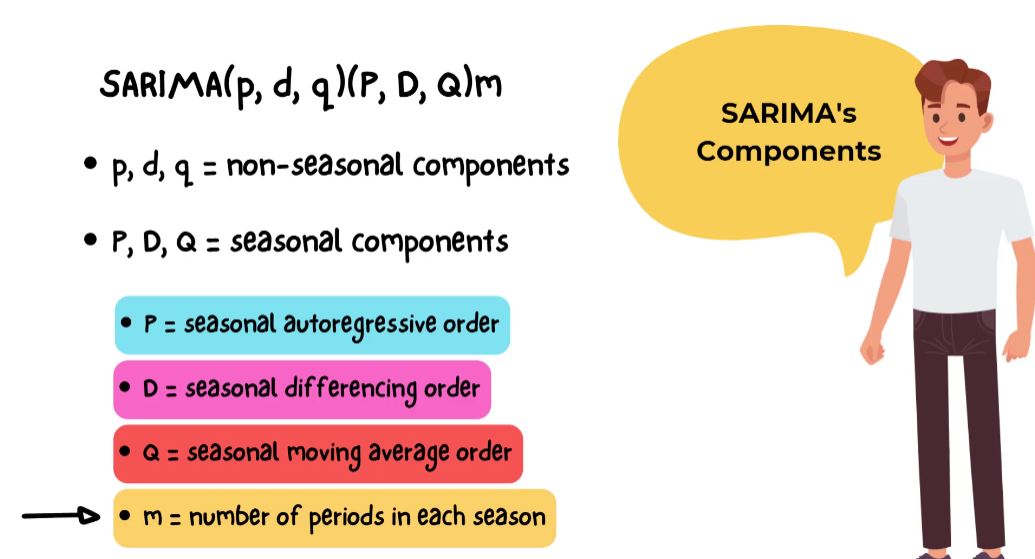 SARIMA(p, d, q)(P, D, Q)m
• p, d, q = non-seasonal components
• P, D, Q = seasonal components
• P = seasonal autoregressive order
• D = seasonal differencing order
• Q = seasonal moving average order
• m = number of periods in each season
SARIMA's
Components